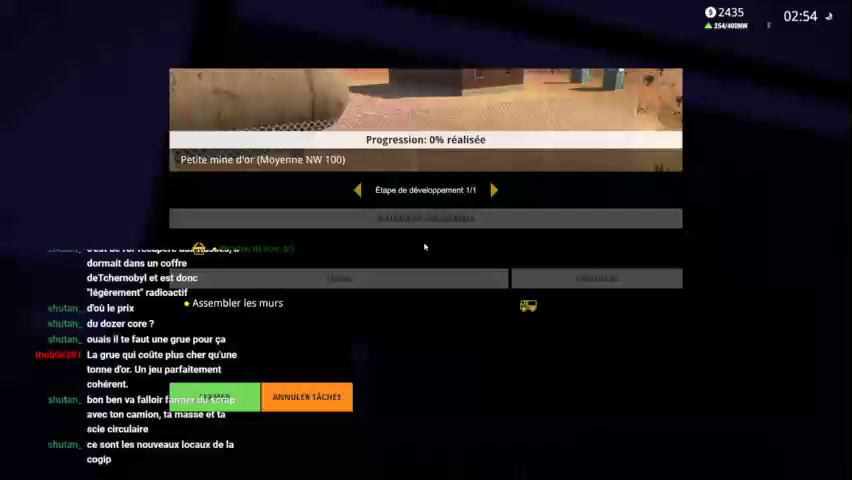 2435
254/400NW
E
02:54
Progression: 0% réalisée
Petite mine d'or (Moyenne NW 100)
Étape de développement 1/1
shutan_
dormait dans un coffre
deTchernobyl et est donc
"légèrement" radioactif
shutan_ d'où le prix
shutan_ du dozer core ?
shutan_ ouais il te faut une grue pour ça
La grue qui coûte plus cher qu'une
tonne d'or. Un jeu parfaitement
cohérent.
shutan_ bon ben va falloir farmer du scrap
avec ton camion, ta masse et ta
scie circulaire
shutan_ ce sont les nouveaux locaux de la
cogip
Assembler les murs
FERMER
ANNULER TÂCHES